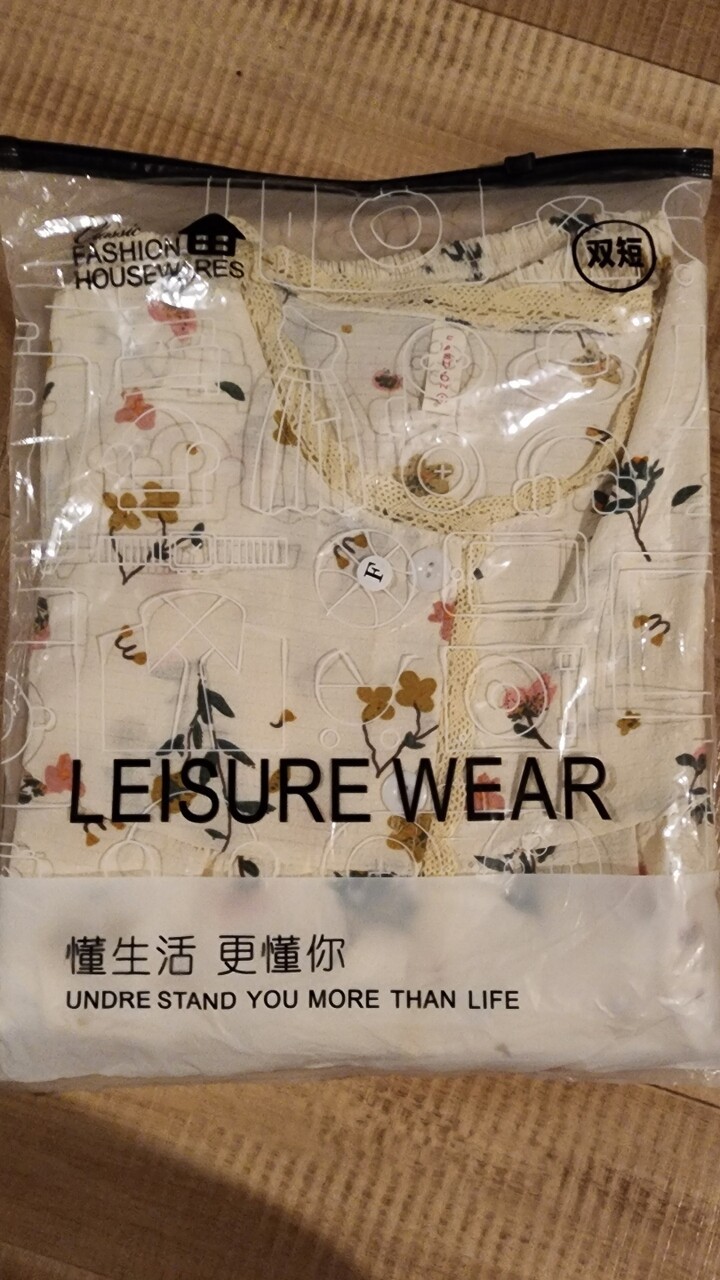 Classic
FASHION
HOUSEWARES
双短
F
LEISURE WEAR
懂生活 更懂你
UNDRE STAND YOU MORE THAN LIFE